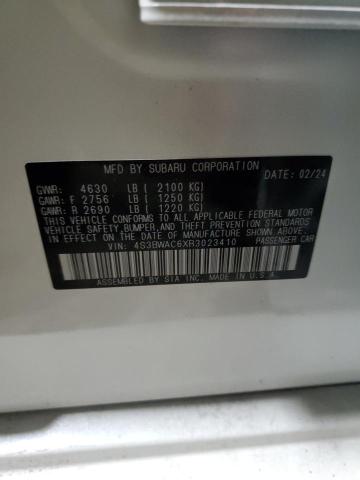 MFD BY SUBARU CORPORATION
GVWR: 4630 LB ( 2100 KG) DATE: 02/24
GAWR: F 2756 LB ( 1250 KG)
GAWR: R 2690 LB ( 1220 KG)
THIS VEHICLE CONFORMS TO ALL APPLICABLE FEDERAL MOTOR
VEHICLE SAFETY, BUMPER, AND THEFT PREVENTION STANDARDS
IN EFFECT ON THE DATE OF MANUFACTURE SHOWN ABOVE.
VIN: 4S3BWAC6XR3023410 PASSENGER CAR
ASSEMBLED BY SIA INC. MADE IN U.S.A